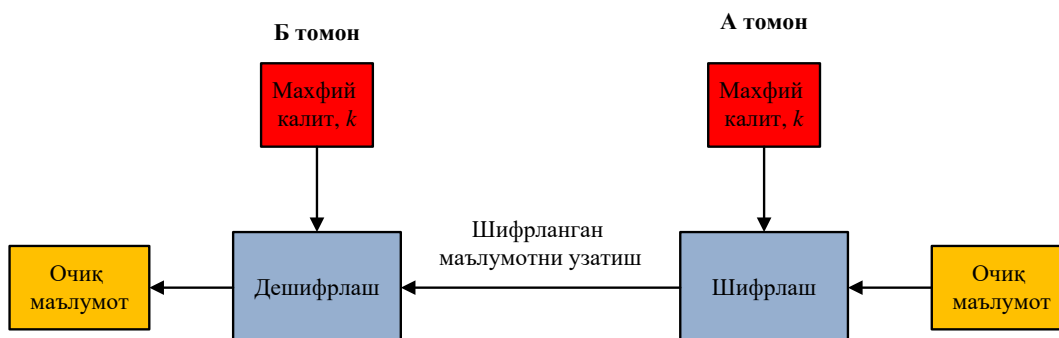 Б томон
А томон
Махфий
калит, k
Махфий
калит, k
Шифрланган
маълумотни узатиш
Очиқ
маълумот
Дешифрлаш
Шифрлаш
Очиқ
маълумот